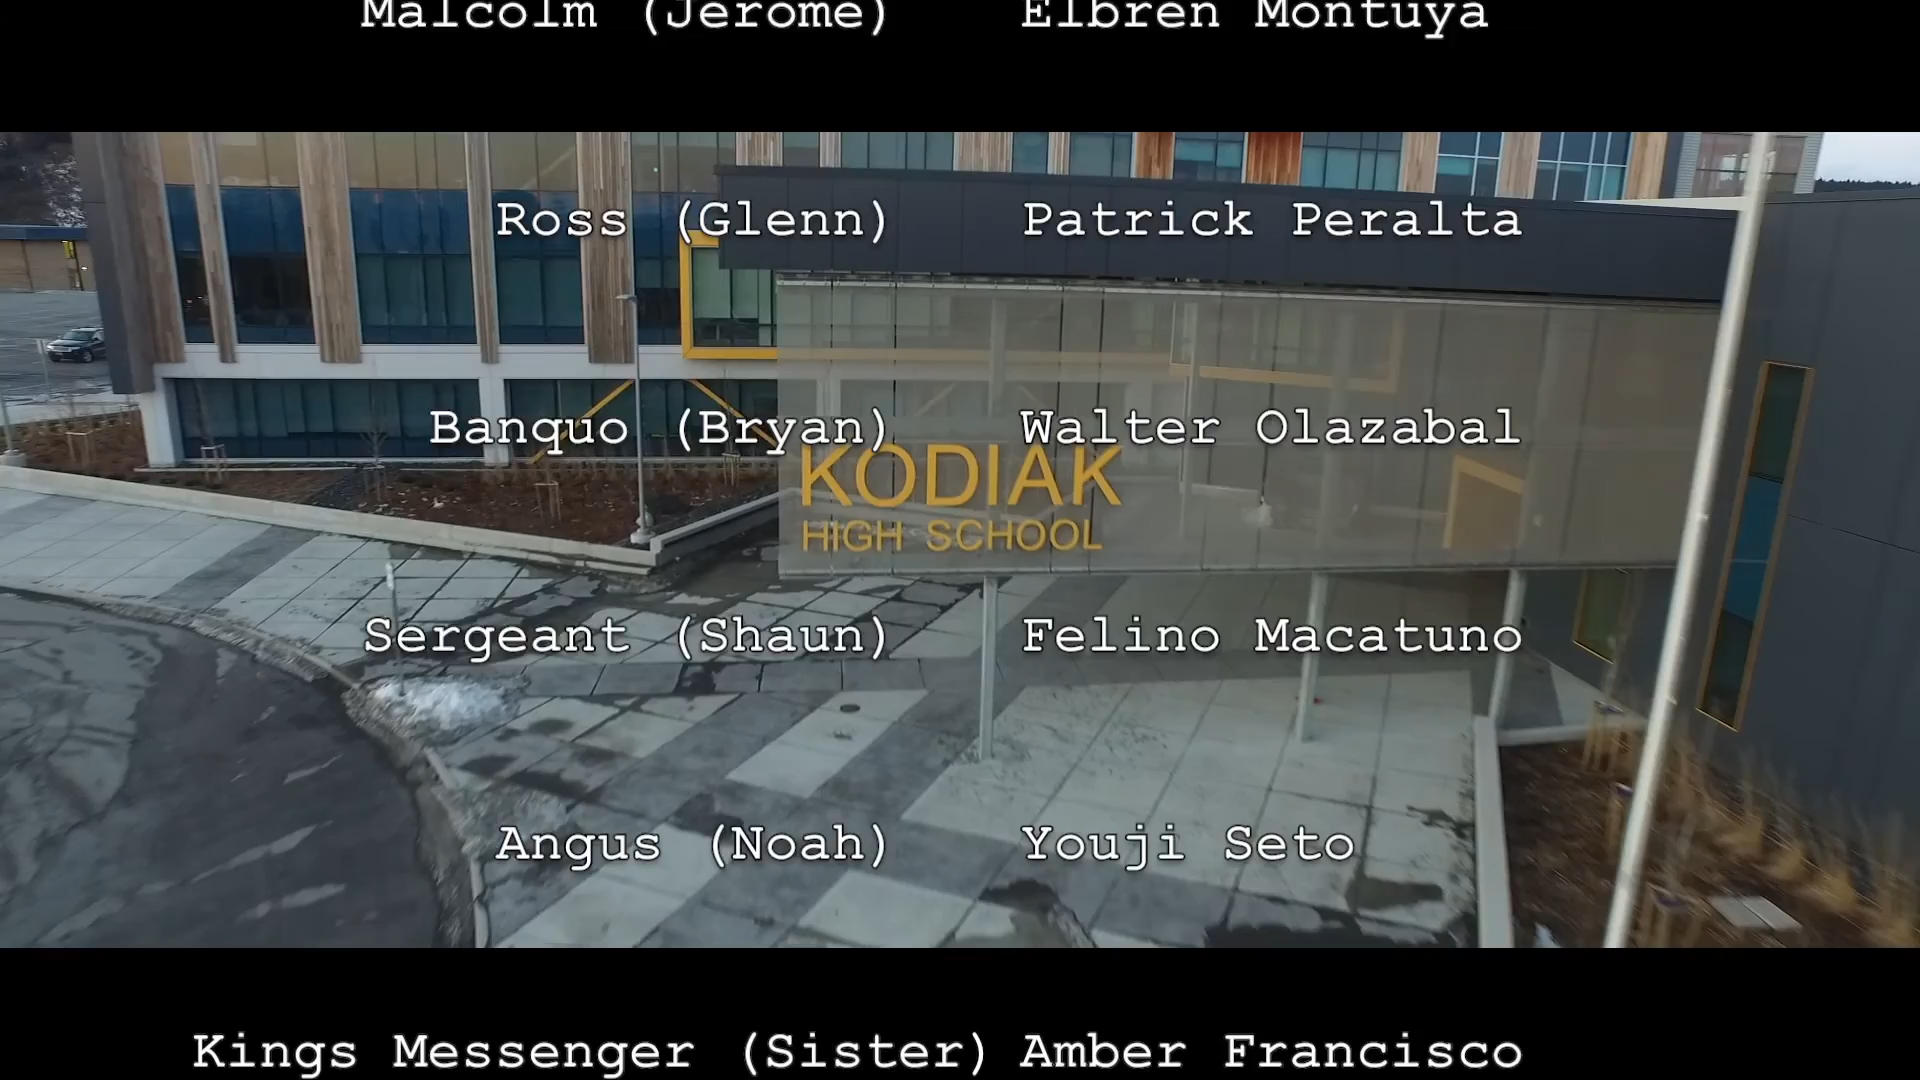 Malcolm (Jerome) Elbren Montuya
Ross (Glenn) Patrick Peralta
Banquo (Bryan) Walter Olazabal
KODIAK
HIGH SCHOOL
Sergeant (Shaun) Felino Macatuno
Angus (Noah) Youji Seto
Kings Messenger (Sister) Amber Francisco